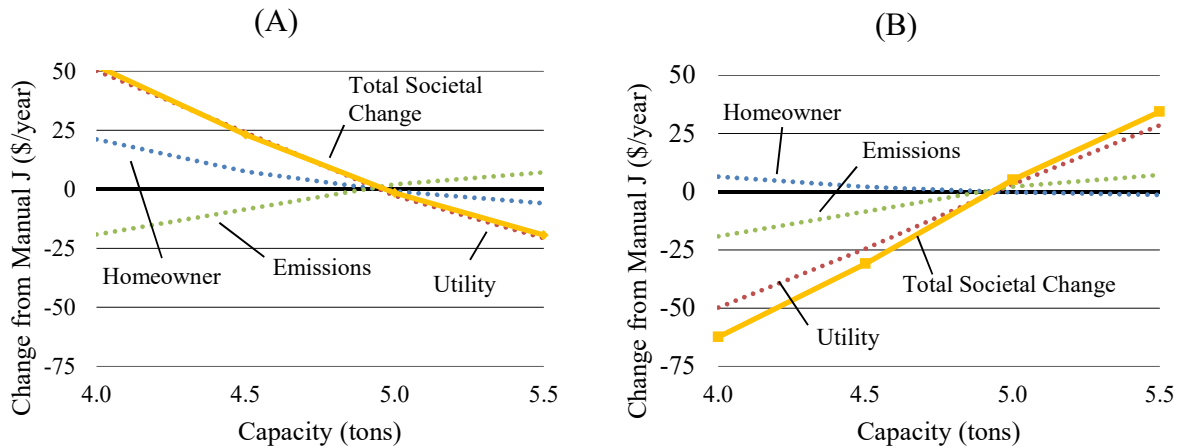 (A)
Change from Manual J ($/year)
50
25
0
-25
-50
-75
Total Societal
Change
Homeowner
Emissions
Utility
4.0 4.5 5.0 5.5
Capacity (tons)
(B)
Change from Manual J ($/year)
50
25
0
-25
-50
-75
Homeowner
Emissions
Total Societal Change
Utility
4.0 4.5 5.0 5.5
Capacity (tons)